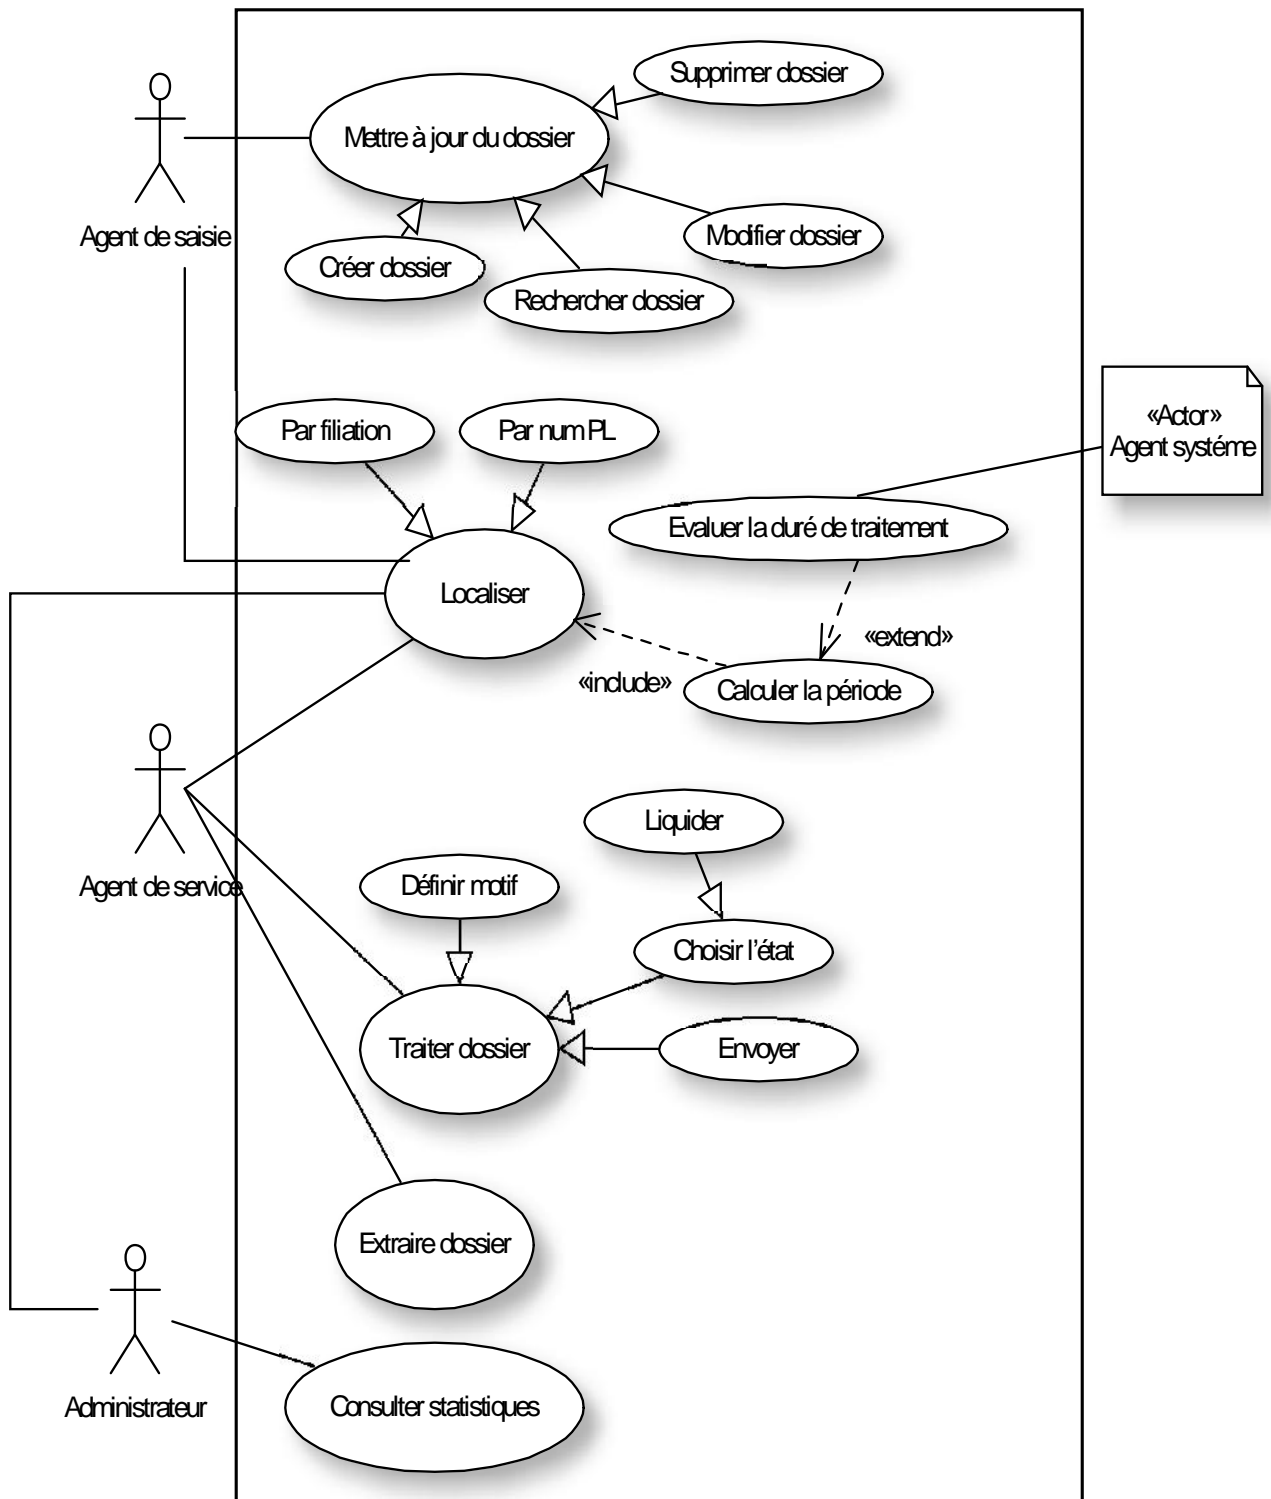 Supprimer dossier
Mettre à jour du dossier
Agent de saisie
Modifier dossier
Créer dossier
Rechercher dossier
«Actor»
Agent systéme
Par filiation
Par num PL
Evaluer la duré de traitement
Localiser
«extend»
«include»
Calculer la période
Liquider
Agent de service
Définir motif
Choisir l'état
Traiter dossier
Envoyer
Extraire dossier
Administrateur
Consulter statistiques